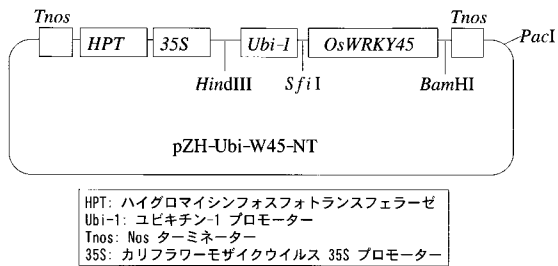 Tnos
Tnos
HPT
35S
Ubi-1
OsWRKY45
PacI
HindIII
SfiI
BamHI
pZH-Ubi-W45-NT
HPT: ハイグロマイシンフォスフォトランスフェラーゼ
Ubi-1: ユビキチン-1 プロモーター
Tnos: Nos ターミネーター
35S: カリフラワーモザイクウイルス 35S プロモーター